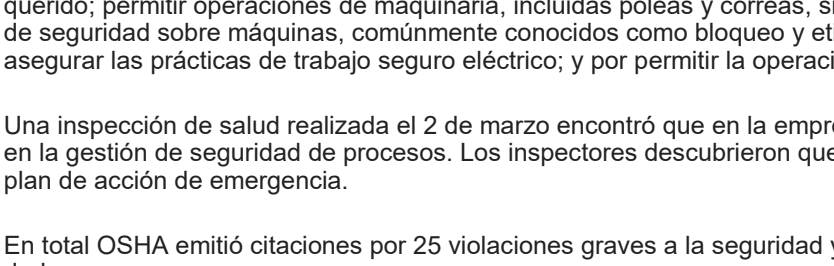 querido; permitir operaciones de maquinaria, incluidas poleas y correas,
de seguridad sobre máquinas, comúnmente conocidos como bloqueo y
asegurar las prácticas de trabajo seguro eléctrico; y por permitir la
Una inspección de salud realizada el 2 de marzo encontró que en la
en la gestión de seguridad de procesos. Los inspectores descubrieron que
plan de acción de emergencia.
En total OSHA emitió citaciones por 25 violaciones graves a la seguridad y